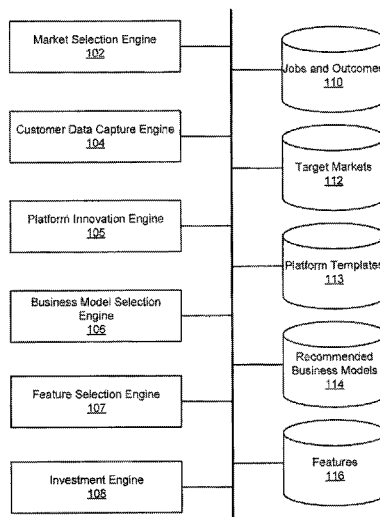 Market Selection Engine
102
Customer Data Capture Engine
104
Platform Innovation Engine
105
Business Model Selection
Engine
106
Feature Selection Engine
107
Investment Engine
108
Jobs and Outcomes
110
Target Markets
112
Platform Templates
113
Recommended
Business Models
114
Features
116